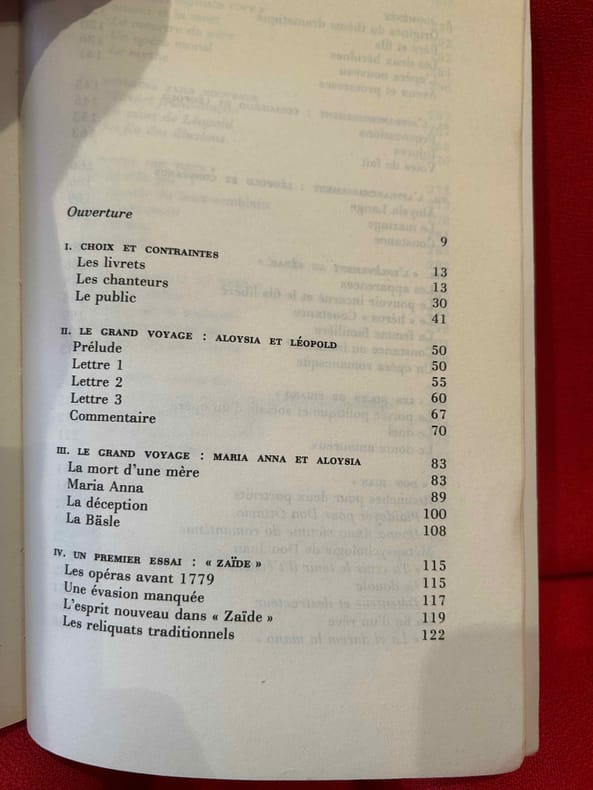 Ouverture 9
I. CHOIX ET CONTRAINTES 13
Les livrets 13
Les chanteurs 30
Le public 41
II. LE GRAND VOYAGE : ALOYSIA ET LÉOPOLD 50
Prélude 50
Lettre 1 55
Lettre 2 60
Lettre 3 67
Commentaire 70
III. LE GRAND VOYAGE : MARIA ANNA ET ALOYSIA 83
La mort d'une mère 83
Maria Anna 89
La déception 100
La Bäsle 108
IV. UN PREMIER ESSAI : « ZAÏDE » 115
Les opéras avant 1779 115
Une évasion manquée 117
L'esprit nouveau dans « Zaïde » 119
Les reliquats traditionnels 122